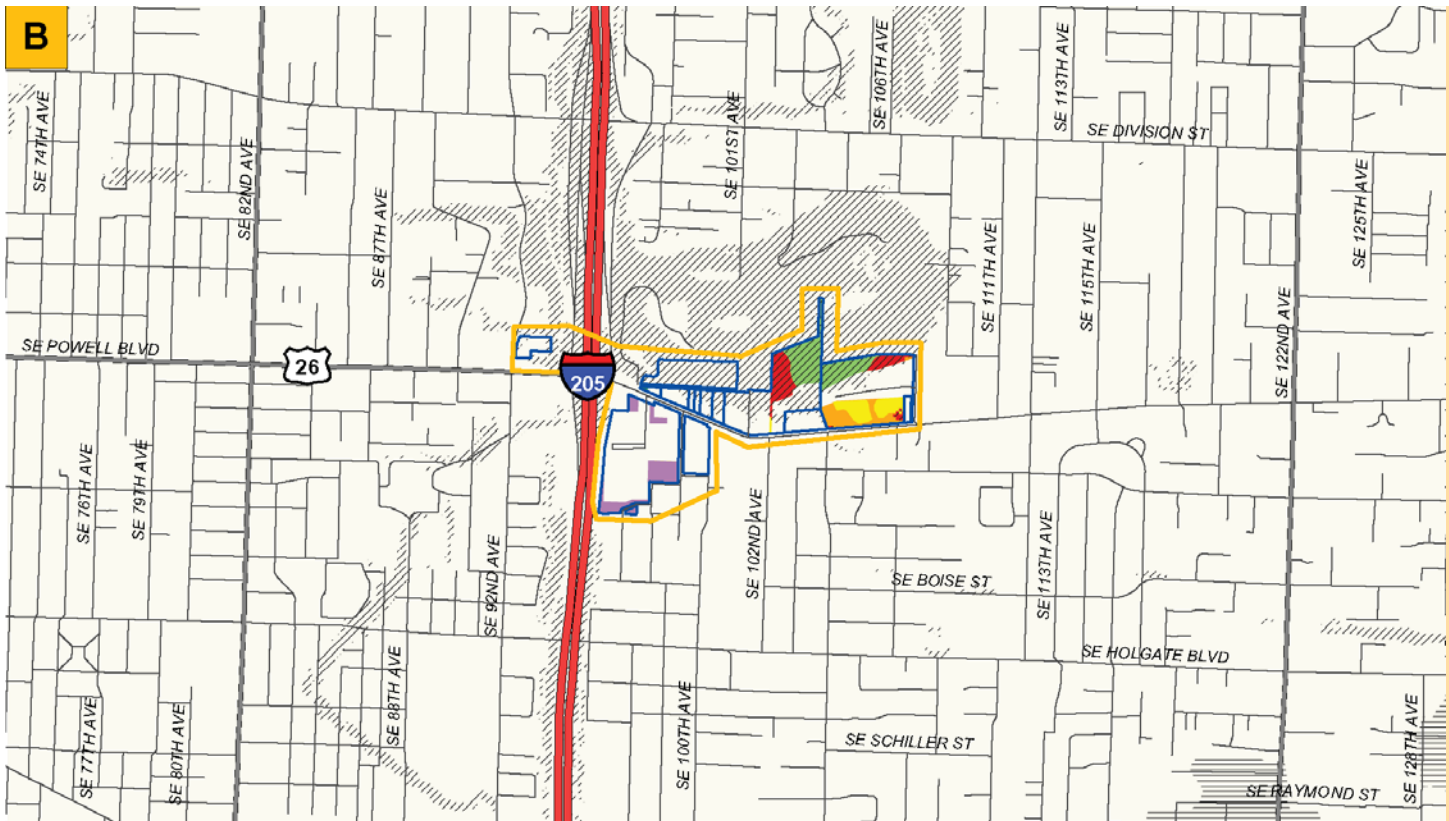 B
SE 74TH AVE
SE 82ND AVE
SE 87TH AVE
SE 101ST AVE
SE 106TH AVE
SE 113TH AVE
SE DIVISION ST
SE 111TH AVE
SE 115TH AVE
SE 122ND AVE
SE 125TH AVE
SE POWELL BLVD
26
205
SE 76TH AVE
SE 79TH AVE
SE 92ND AVE
SE 102ND AVE
SE BOISE ST
SE 113TH AVE
SE HOLGATE BLVD
SE 77TH AVE
SE 80TH AVE
SE 88TH AVE
SE 100TH AVE
SE SCHILLER ST
SE RAYMOND ST
SE 128TH AVE